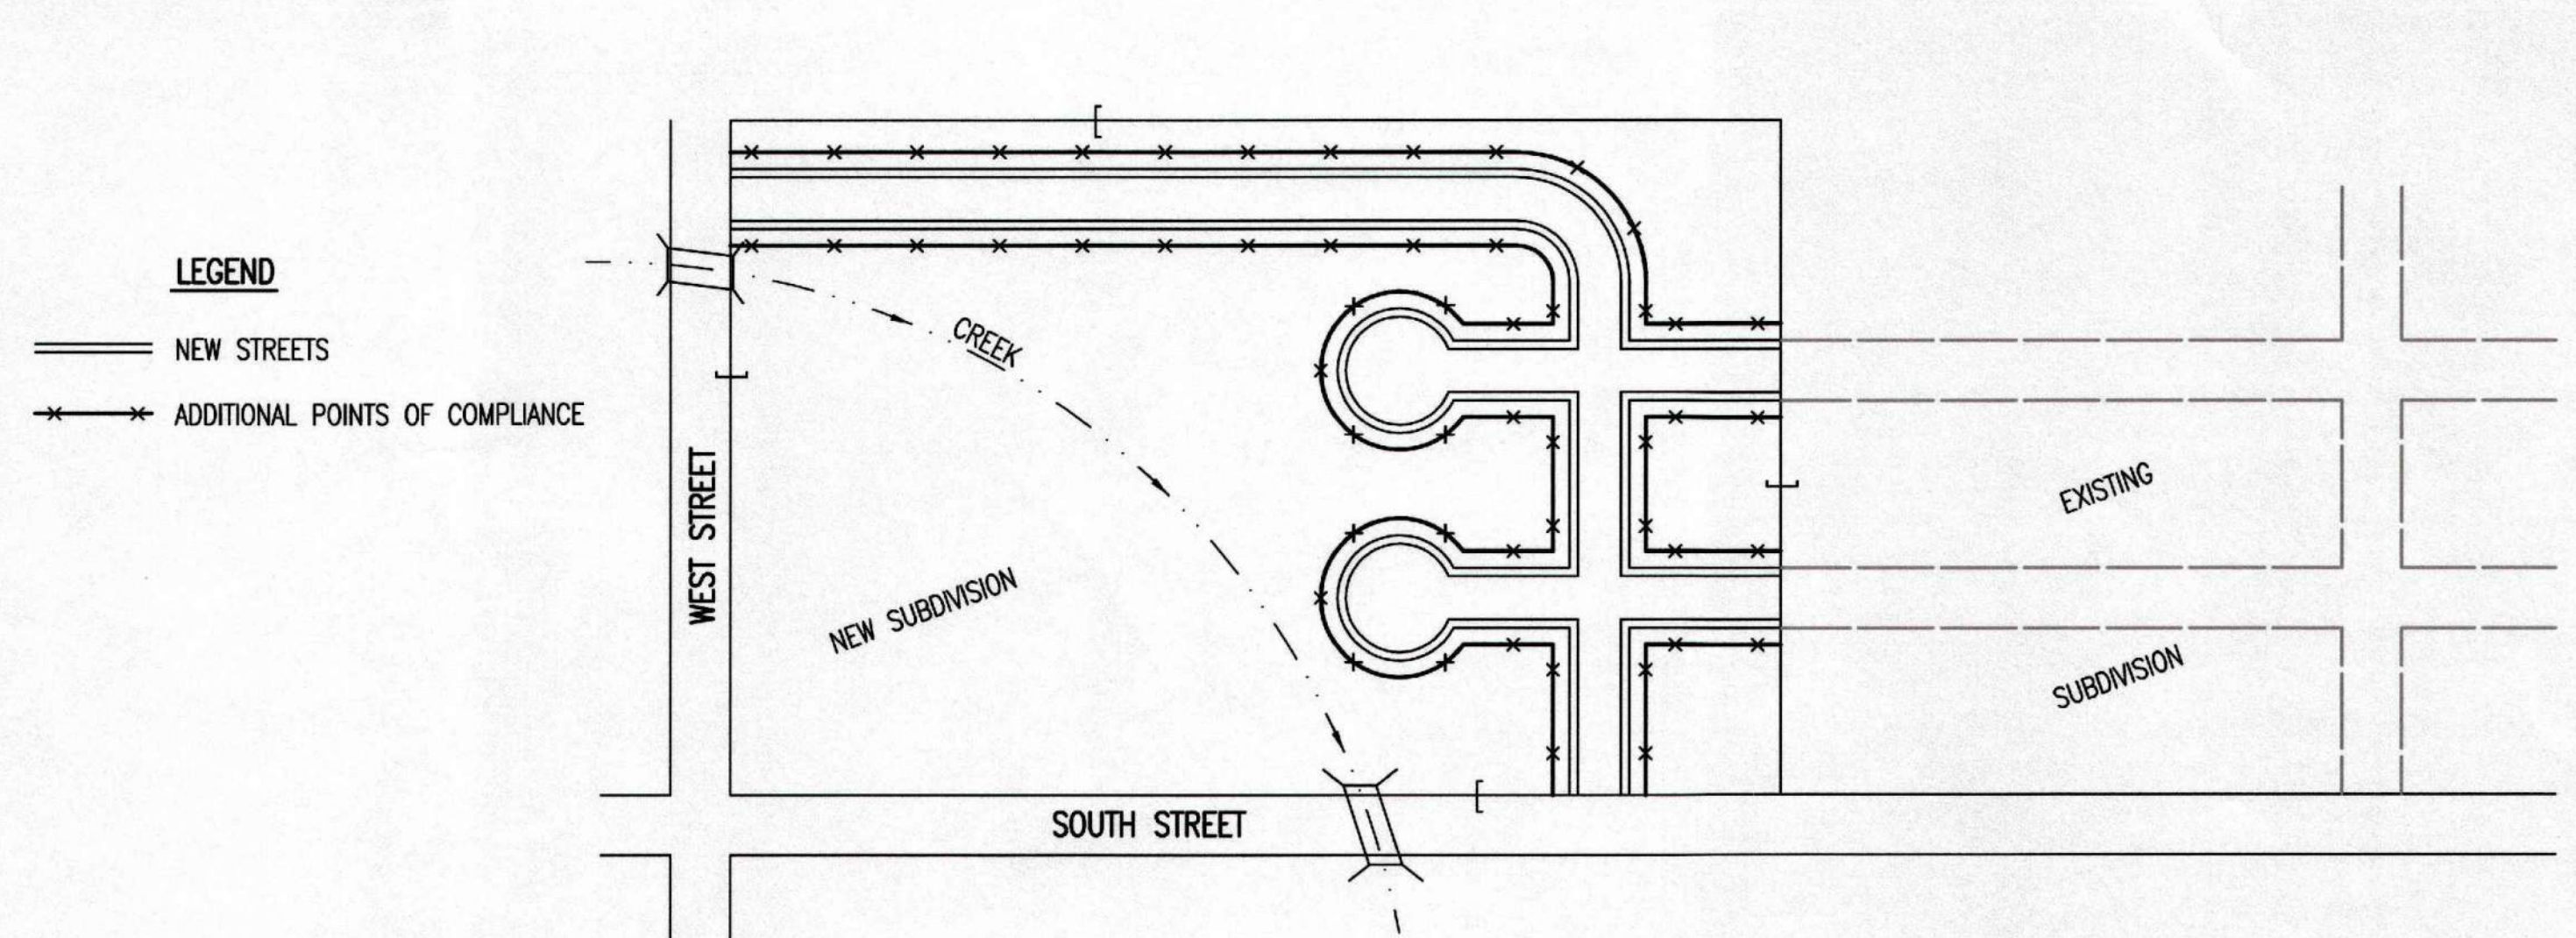 LEGEND
NEW STREETS
ADDITIONAL POINTS OF COMPLIANCE
CREEK
WEST STREET
NEW SUBDIVISION
EXISTING
SUBDIVISION
SOUTH STREET